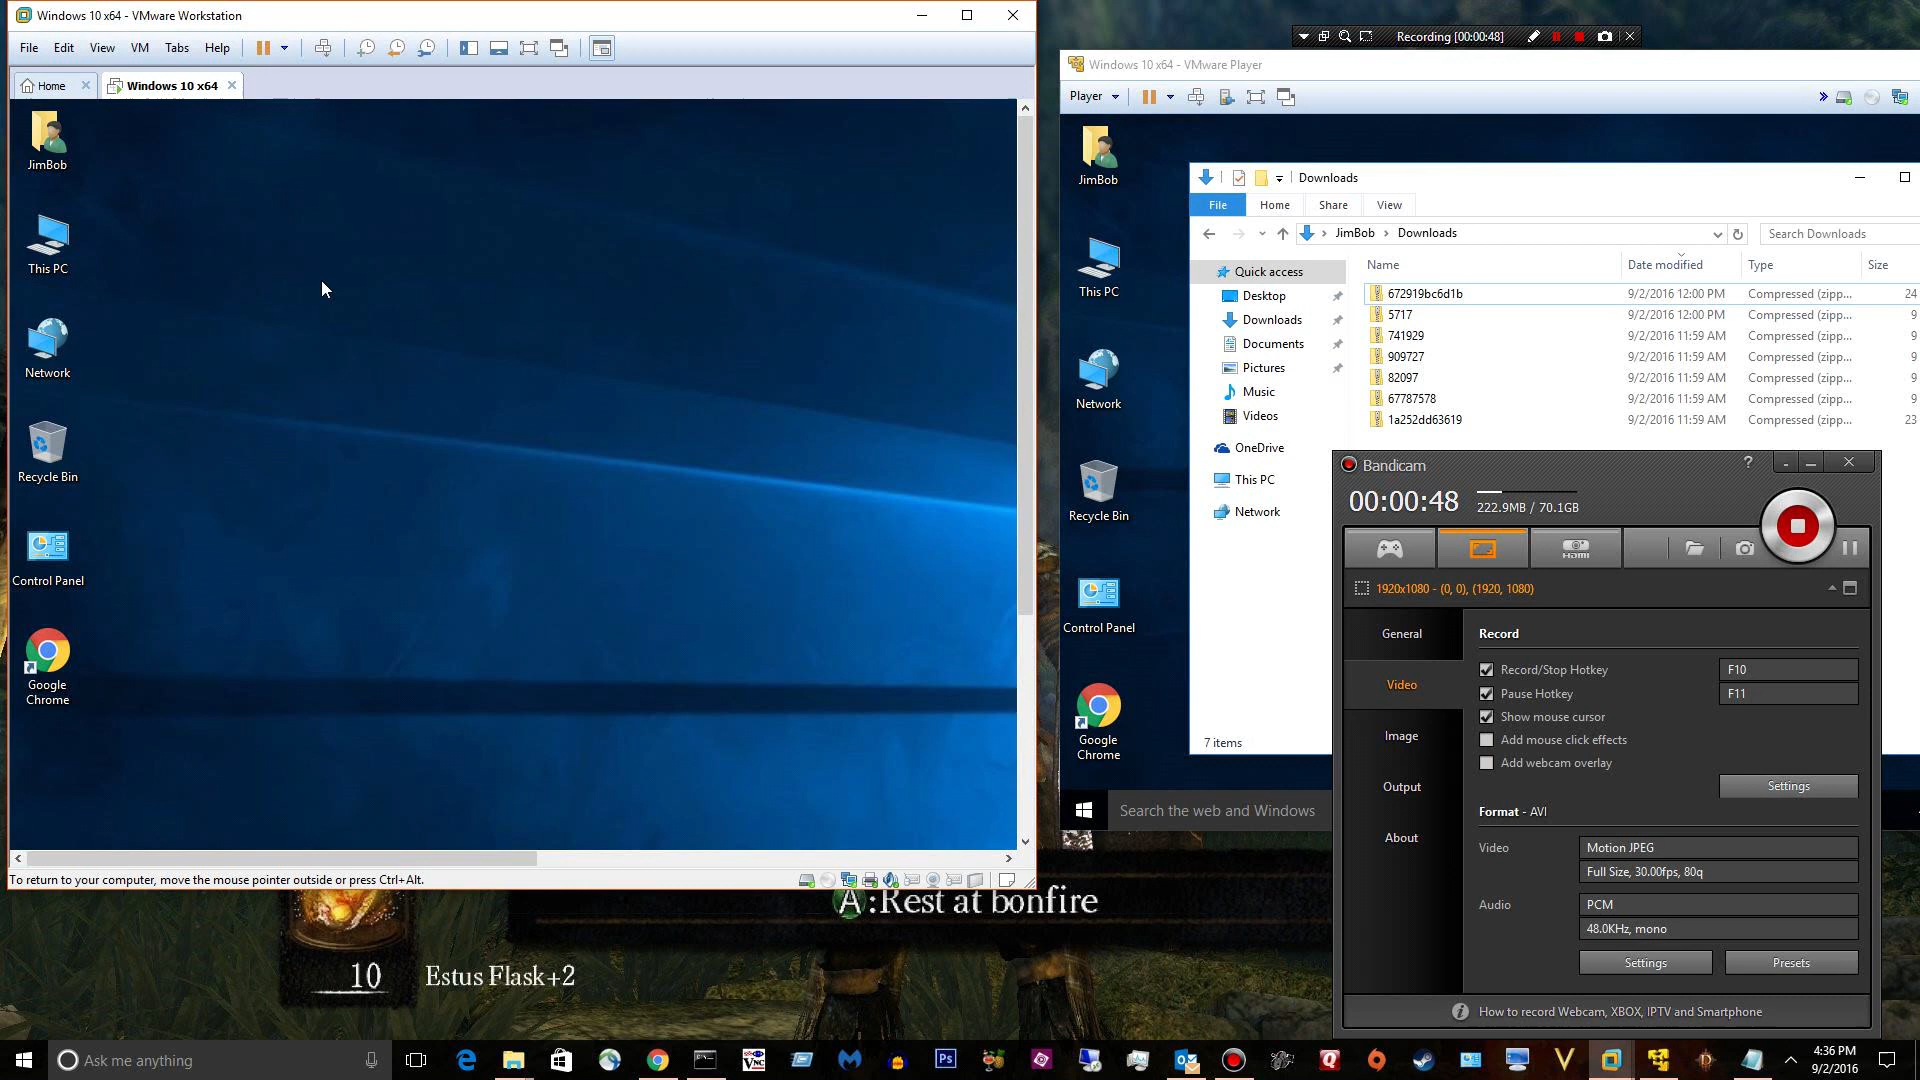 Windows 10 x64 - VMware Workstation
File Edit View VM Tabs Help
Home
Windows 10 x64
JimBob
This PC
Network
Recycle Bin
Control Panel
Google
Chrome
To return to your computer, move the mouse pointer outside or press Ctrl+Alt.
Recording [00:00:48]
Windows 10 x64 - VMware Player
Player
JimBob
This PC
Network
Recycle Bin
Control Panel
Google
Chrome
Search the web and Windows
Downloads
File Home Share View
JimBob Downloads
Search Downloads
Quick access
Desktop
Downloads
Documents
Pictures
Music
Videos
OneDrive
This PC
Network
Name Date modified Type Size
672919bc6d1b 9/2/2016 12:00 PM Compressed (zipp... 24
5717 9/2/2016 12:00 PM Compressed (zipp... 9
741929 9/2/2016 11:59 AM Compressed (zipp... 9
909727 9/2/2016 11:59 AM Compressed (zipp... 9
82097 9/2/2016 11:59 AM Compressed (zipp... 9
67787578 9/2/2016 11:59 AM Compressed (zipp... 9
1a252dd63619 9/2/2016 11:59 AM Compressed (zipp... 23
7 items
Bandicam
?
00:00:48
222.9MB / 70.1GB
HDMI
1920x1080 - (0, 0), (1920, 1080)
General
Video
Image
Output
About
Record
Record/Stop Hotkey F10
Pause Hotkey F11
Show mouse cursor
Add mouse click effects
Add webcam overlay
Settings
Format - AVI
Video Motion JPEG
Full Size, 30.00fps, 80q
Audio PCM
48.0KHz, mono
Settings Presets
How to record Webcam, XBOX, IPTV and Smartphone
A:Rest at bonfire
10 Estus Flask+2
Ask me anything
VNC
Ps
4:36 PM
9/2/2016